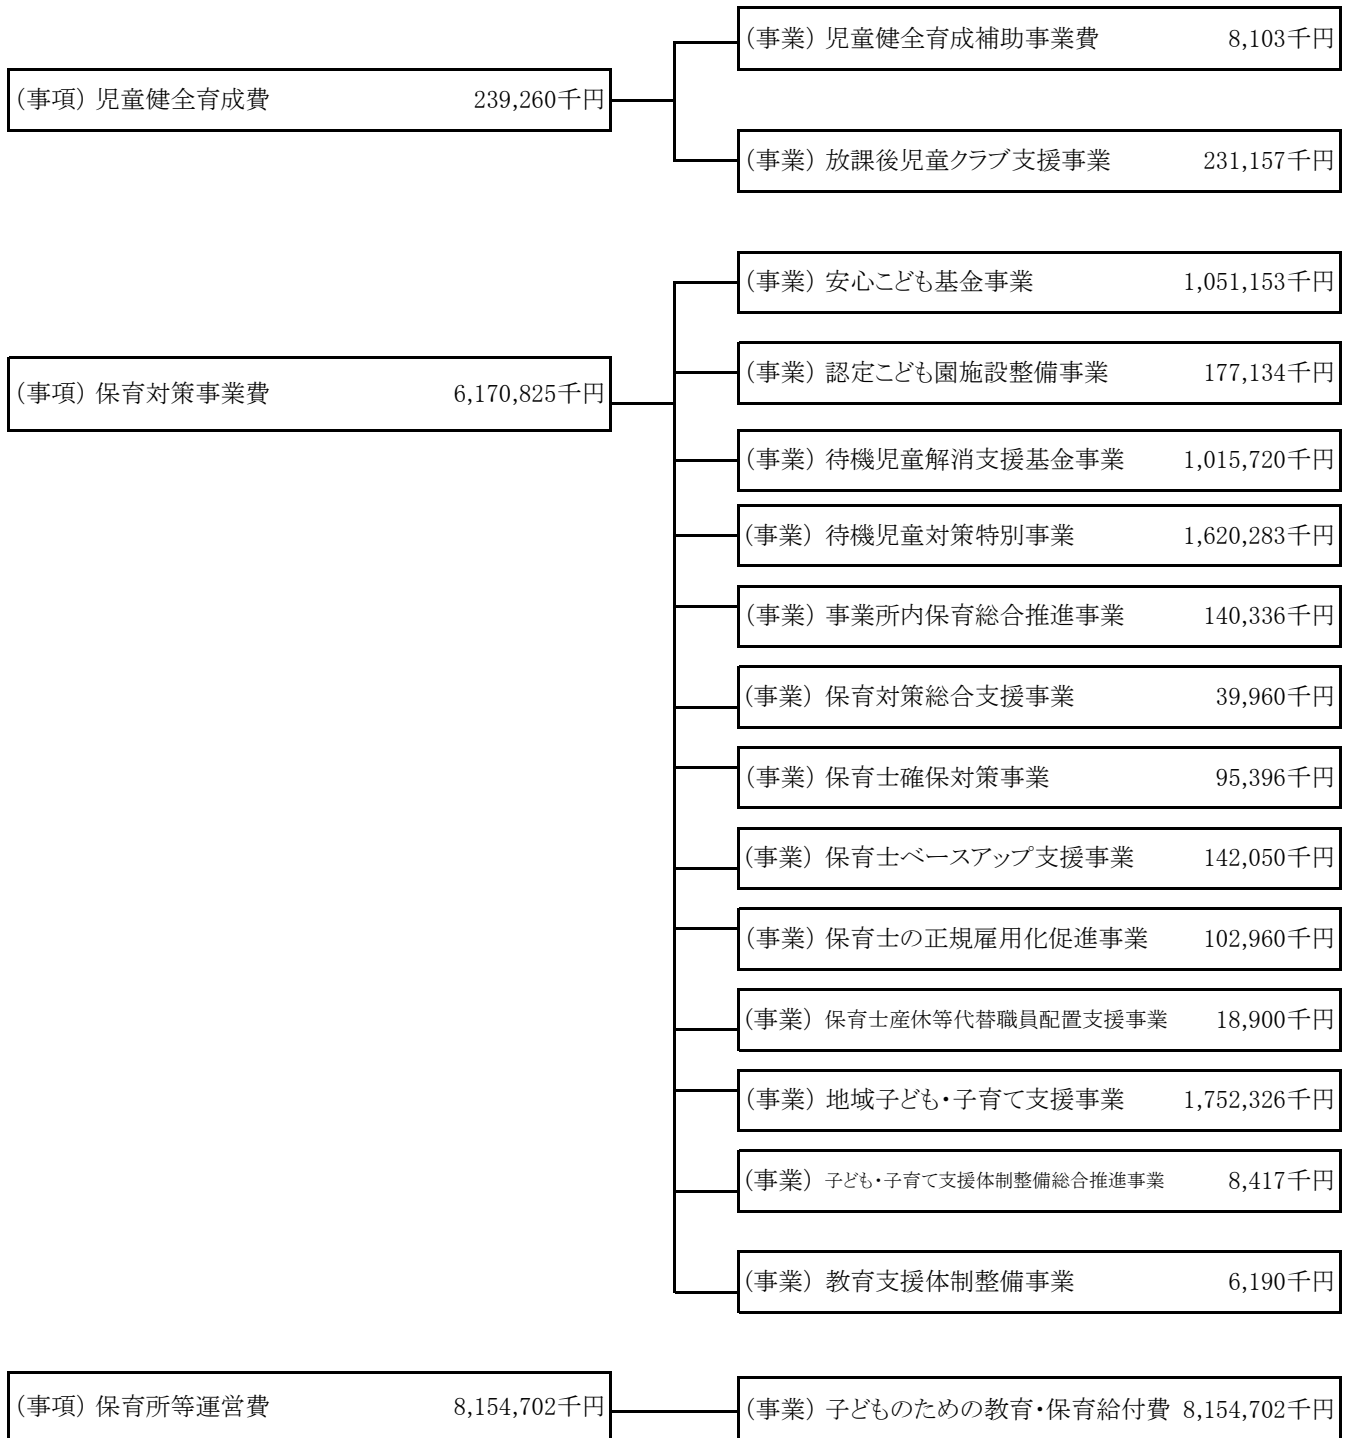 (事業) 児童健全育成補助事業費 8,103千円
(事項) 児童健全育成費 239,260千円
(事業) 放課後児童クラブ支援事業 231,157千円
(事業) 安心こども基金事業 1,051,153千円
(事業) 認定こども園施設整備事業 177,134千円
(事項) 保育対策事業費 6,170,825千円
(事業) 待機児童解消支援基金事業 1,015,720千円
(事業) 待機児童対策特別事業 1,620,283千円
(事業) 事業所内保育総合推進事業 140,336千円
(事業) 保育対策総合支援事業 39,960千円
(事業) 保育士確保対策事業 95,396千円
(事業) 保育士ベースアップ支援事業 142,050千円
(事業) 保育士の正規雇用化促進事業 102,960千円
(事業) 保育士産休等代替職員配置支援事業 18,900千円
(事業) 地域子ども・子育て支援事業 1,752,326千円
(事業) 子ども・子育て支援体制整備総合推進事業 8,417千円
(事業) 教育支援体制整備事業 6,190千円
(事項) 保育所等運営費 8,154,702千円
(事業) 子どものための教育・保育給付費 8,154,702千円